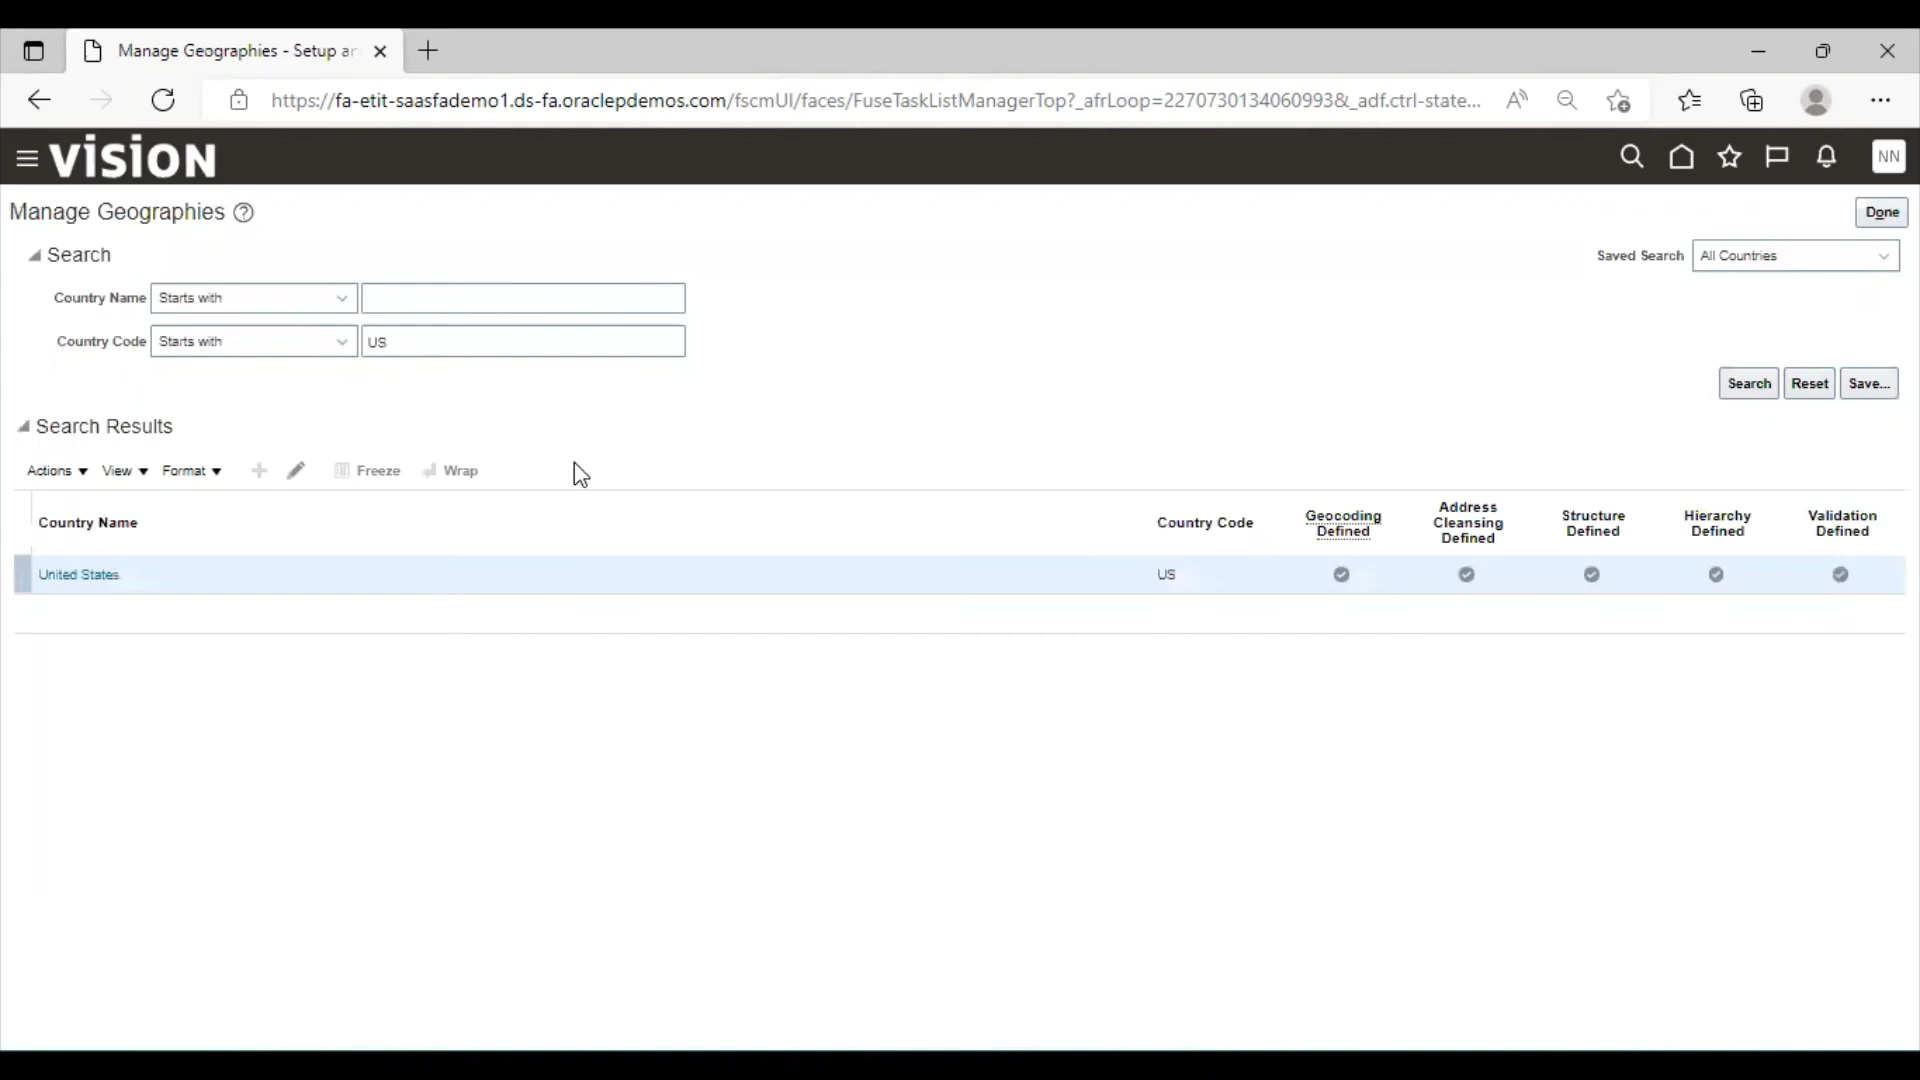 Manage Geographies - Setup ar
https://fa-etit-saasfademo1.ds-fa.oraclepdemos.com/fscmUI/faces/FuseTaskListManagerTop?_afrLoop=2270730134060993&_adf.ctrl-state...
VISION
NN
Manage Geographies
Done
Search
Saved Search All Countries
Country Name Starts with
Country Code Starts with US
Search Reset Save...
Search Results
Actions View Format Freeze Wrap
Country Name Country Code Geocoding Defined Address Cleansing Defined Structure Defined Hierarchy Defined Validation Defined
United States US